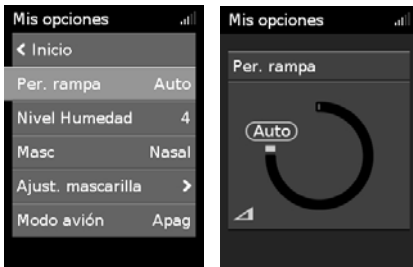 Mis opciones
< Inicio
Per. rampa Auto
Nivel Humedad 4
Masc Nasal
Ajust. mascarilla >
Modo avión Apag
Mis opciones
Per. rampa
Auto